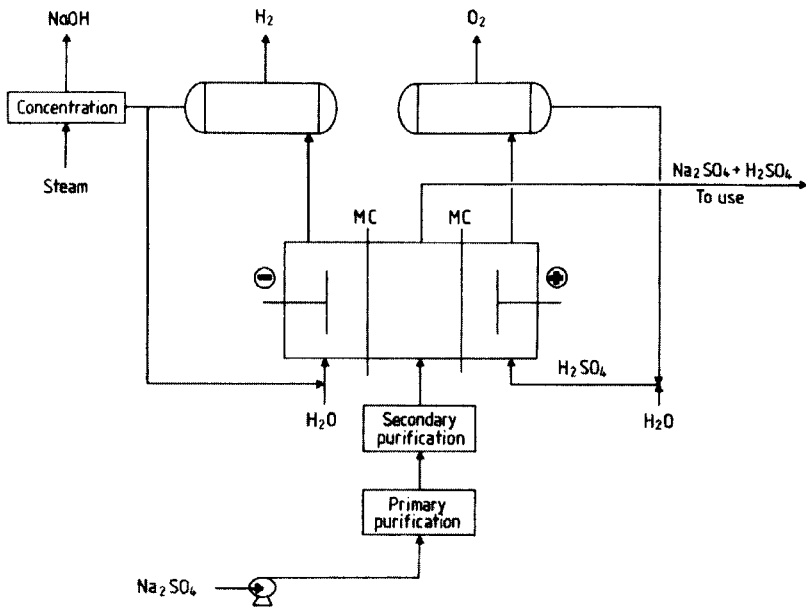 NaOH
H₂
O₂
Concentration
Steam
Na₂SO₄ + H₂SO₄
To use
MC
MC
−
+
H₂SO₄
H₂O
H₂O
Secondary
purification
Primary
purification
Na₂SO₄